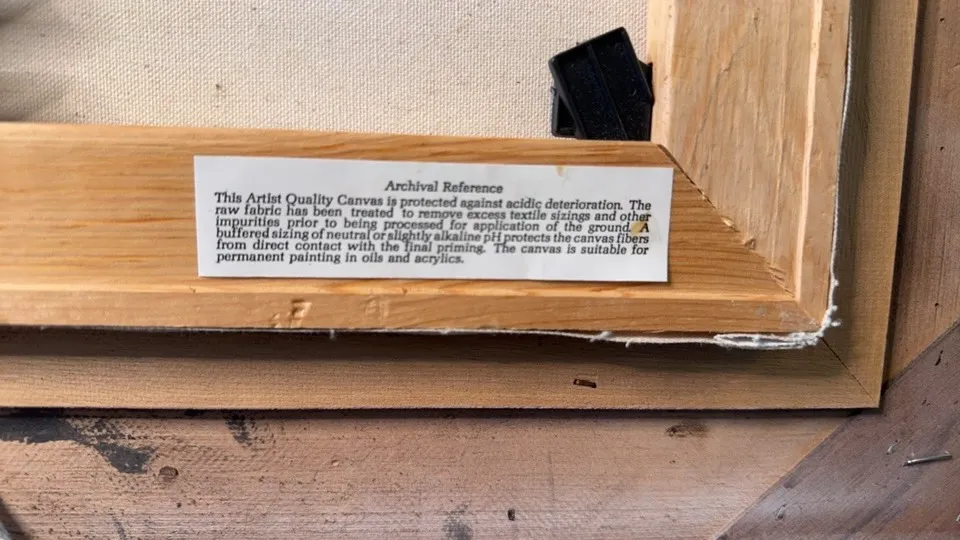 Archival Reference
This Artist Quality Canvas is protected against acidic deterioration. The
raw fabric has been treated to remove excess textile sizings and other
impurities prior to being processed for application of the ground. A
buffered sizing of neutral or slightly alkaline pH protects the canvas fibers
from direct contact with the final priming. The canvas is suitable for
permanent painting in oils and acrylics.